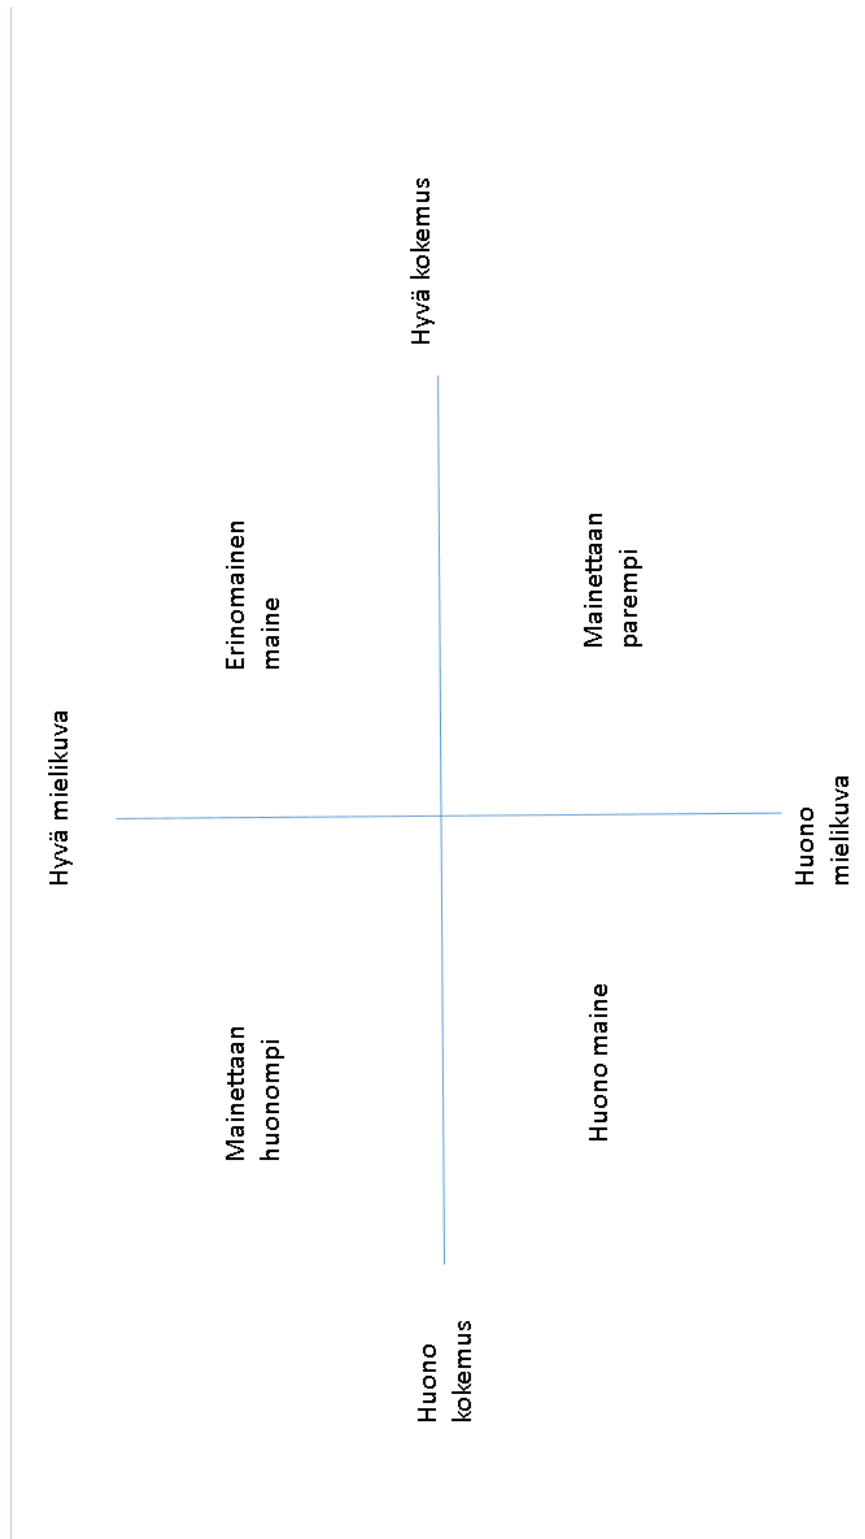 Hyvä mielikuva
Mainettaan
huonompi
Erinomainen
maine
Huono
kokemus
Hyvä kokemus
Huono maine
Mainettaan
parempi
Huono
mielikuva